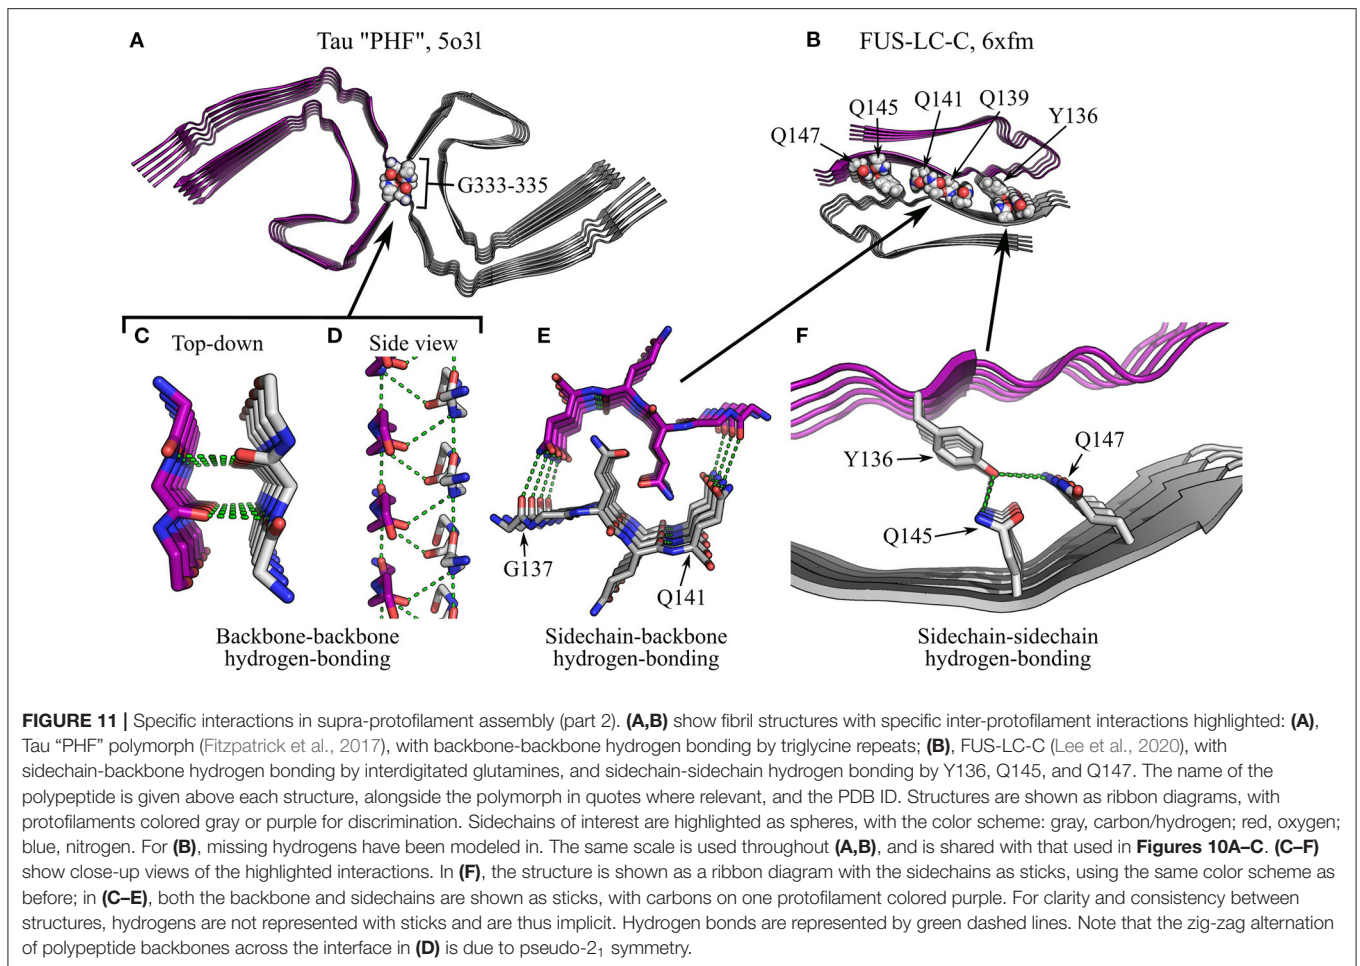 A
Tau "PHF", 5o3l
B
FUS-LC-C, 6xfm
Q139
Q141
Q145
Y136
Q147
G333-335
C
Top-down
D
Side view
E
F
Y136
Q147
Q145
G137
Q141
Backbone-backbone
hydrogen-bonding
Sidechain-backbone
hydrogen-bonding
Sidechain-sidechain
hydrogen-bonding
FIGURE 11 | Specific interactions in supra-protofilament assembly (part 2). (A,B) show fibril structures with specific inter-protofilament interactions highlighted: (A),
Tau “PHF” polymorph (Fitzpatrick et al., 2017), with backbone-backbone hydrogen bonding by triglycine repeats; (B), FUS-LC-C (Lee et al., 2020), with
sidechain-backbone hydrogen bonding by interdigitated glutamines, and sidechain-sidechain hydrogen bonding by Y136, Q145, and Q147. The name of the
polypeptide is given above each structure, alongside the polymorph in quotes where relevant, and the PDB ID. Structures are shown as ribbon diagrams, with
protofilaments colored gray or purple for discrimination. Sidechains of interest are highlighted as spheres, with the color scheme: gray, carbon/hydrogen; red, oxygen;
blue, nitrogen. For (B), missing hydrogens have been modeled in. The same scale is used throughout (A,B), and is shared with that used in Figures 10A–C. (C–F)
show close-up views of the highlighted interactions. In (F), the structure is shown as a ribbon diagram with the sidechains as sticks, using the same color scheme as
before; in (C–E), both the backbone and sidechains are shown as sticks, with carbons on one protofilament colored purple. For clarity and consistency between
structures, hydrogens are not represented with sticks and are thus implicit. Hydrogen bonds are represented by green dashed lines. Note that the zig-zag alternation
of polypeptide backbones across the interface in (D) is due to pseudo-2₁ symmetry.